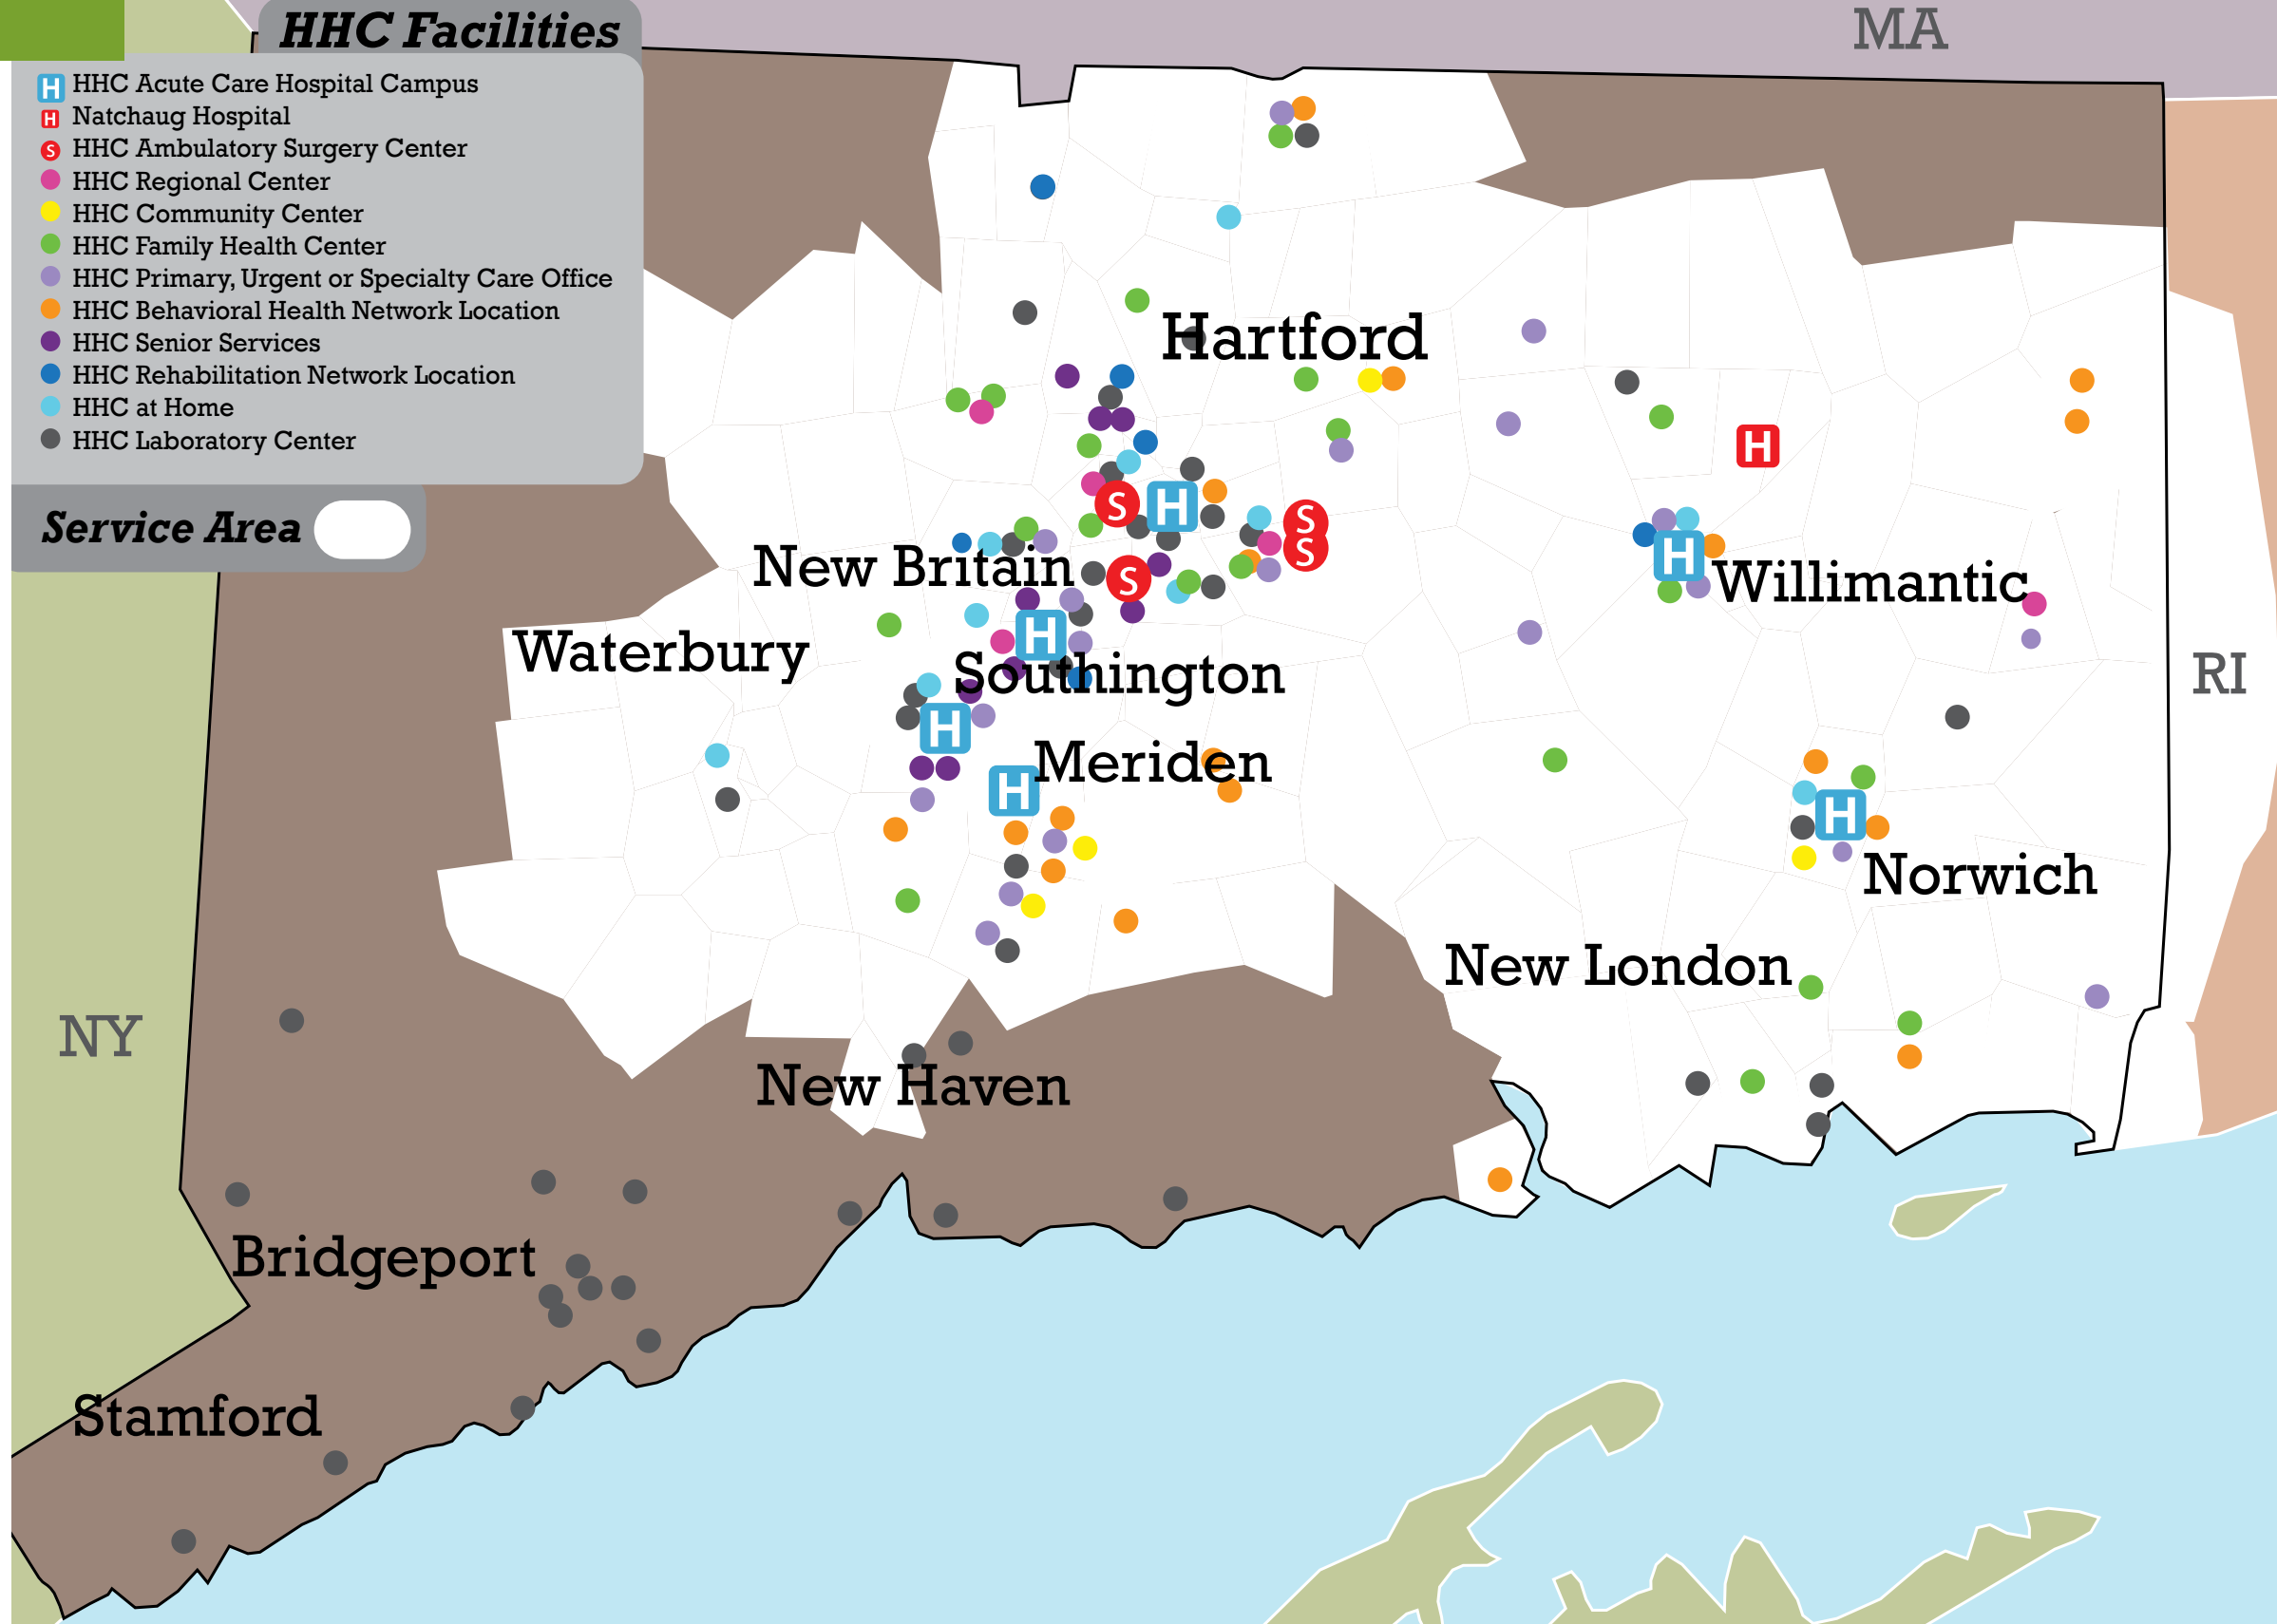 HHC Facilities
H HHC Acute Care Hospital Campus
H Natchaug Hospital
S HHC Ambulatory Surgery Center
HHC Regional Center
HHC Community Center
HHC Family Health Center
HHC Primary, Urgent or Specialty Care Office
HHC Behavioral Health Network Location
HHC Senior Services
HHC Rehabilitation Network Location
HHC at Home
HHC Laboratory Center
Service Area
MA
Hartford
H
S
H
S
S
New Britain
H
S
Willimantic
Waterbury
H
Southington
RI
H
Meriden
H
H
Norwich
New London
NY
New Haven
Bridgeport
Stamford